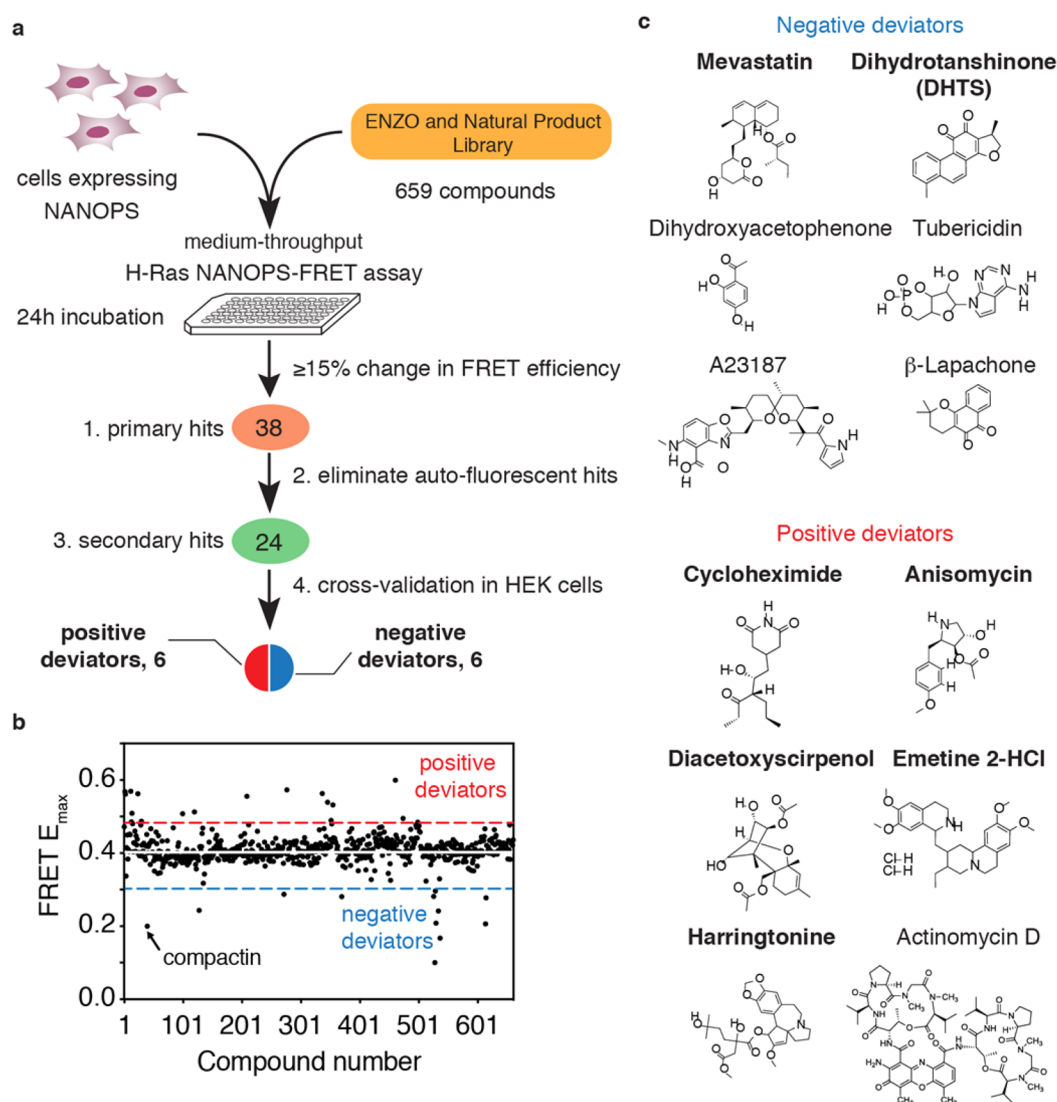 a
cells expressing
NANOPS
ENZO and Natural Product
Library
659 compounds
medium-throughput
H-Ras NANOPS-FRET assay
24h incubation
≥15% change in FRET efficiency
1. primary hits
38
2. eliminate auto-fluorescent hits
3. secondary hits
24
4. cross-validation in HEK cells
positive
deviators, 6
negative
deviators, 6
b
FRET Emax
0.6
0.4
0.2
0.0
positive
deviators
negative
deviators
compactin
1
101
201
301
401
501
601
Compound number
c
Negative deviators
Mevastatin
Dihydrotanshinone
(DHTS)
Dihydroxyacetophenone
Tubericidin
A23187
β-Lapachone
Positive deviators
Cycloheximide
Anisomycin
Diacetoxyscirpenol
Emetine 2-HCl
Harringtonine
Actinomycin D